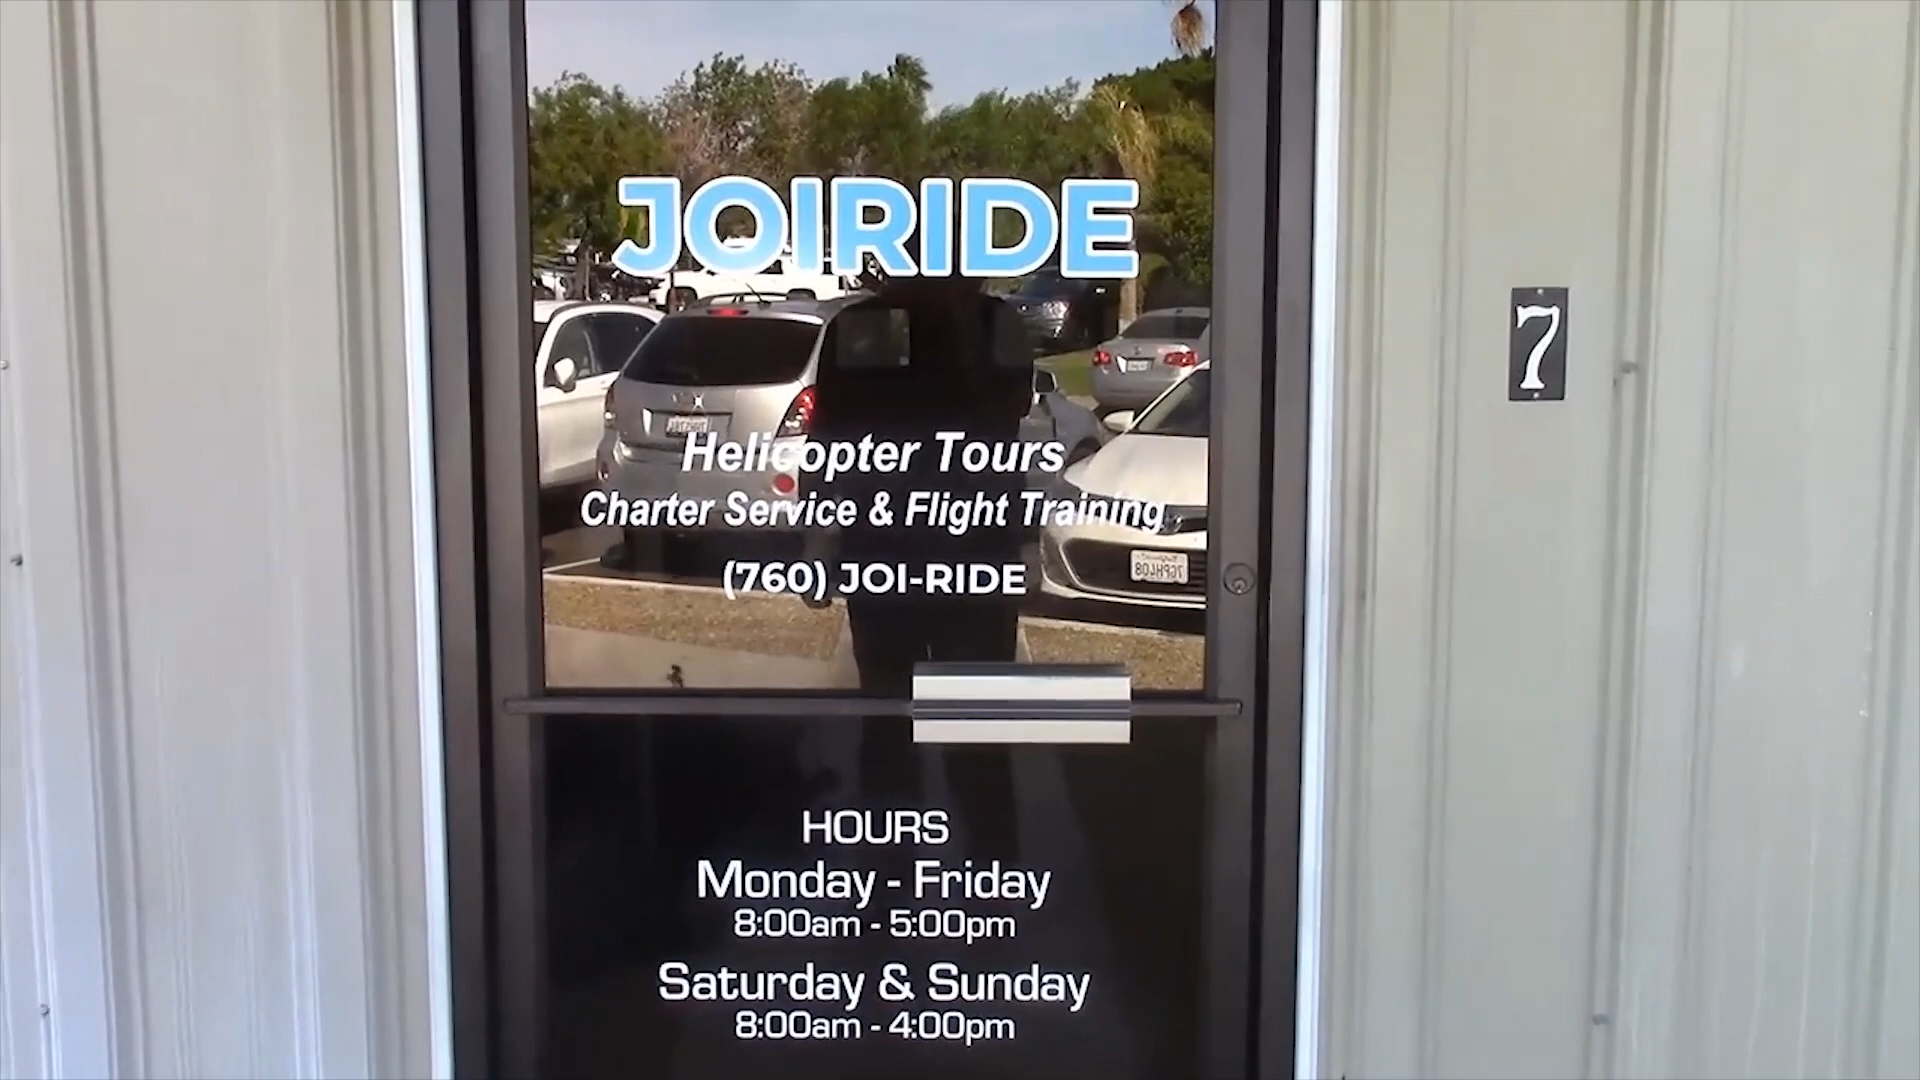 JOIRIDE
Helicopter Tours
Charter Service & Flight Training
(760) JOI-RIDE
7
HOURS
Monday - Friday
8:00am - 5:00pm
Saturday & Sunday
8:00am - 4:00pm